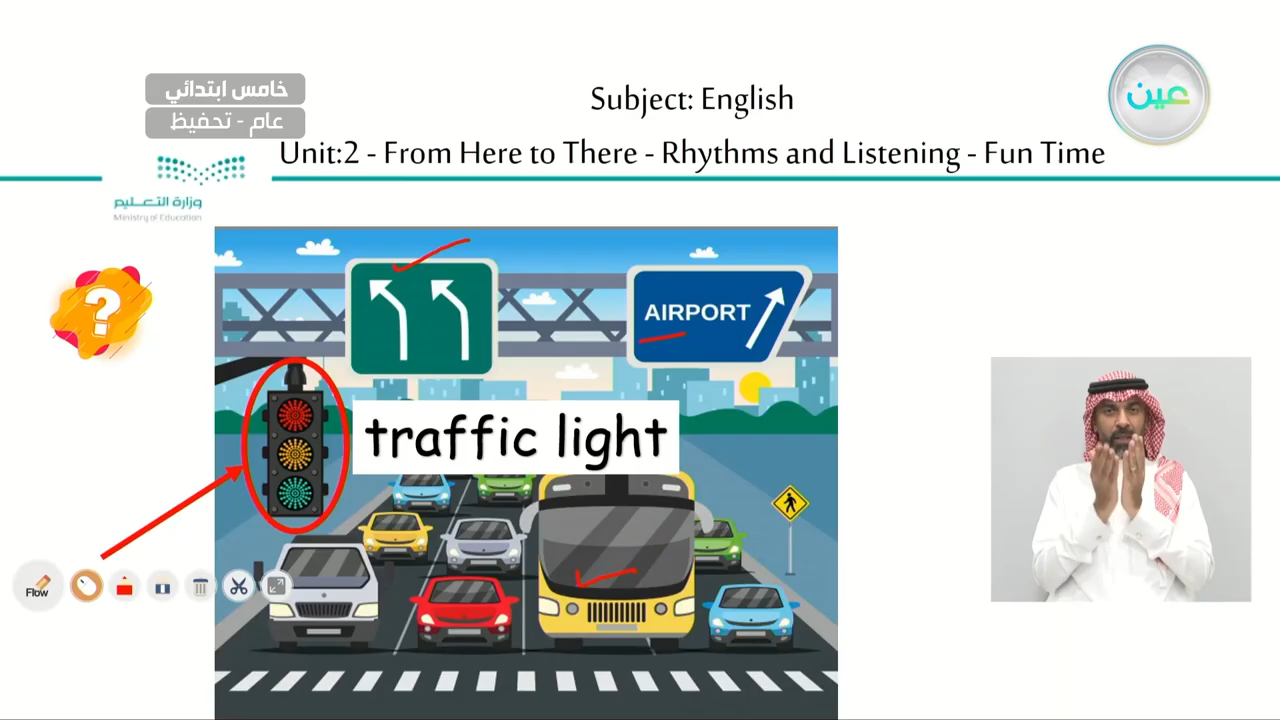 خامس ابتدائي
عام - تحفيظ
Subject: English
عين
Unit:2 - From Here to There - Rhythms and Listening - Fun Time
وزارة التعـــليم
Ministry of Education
?
AIRPORT
traffic light
Flow